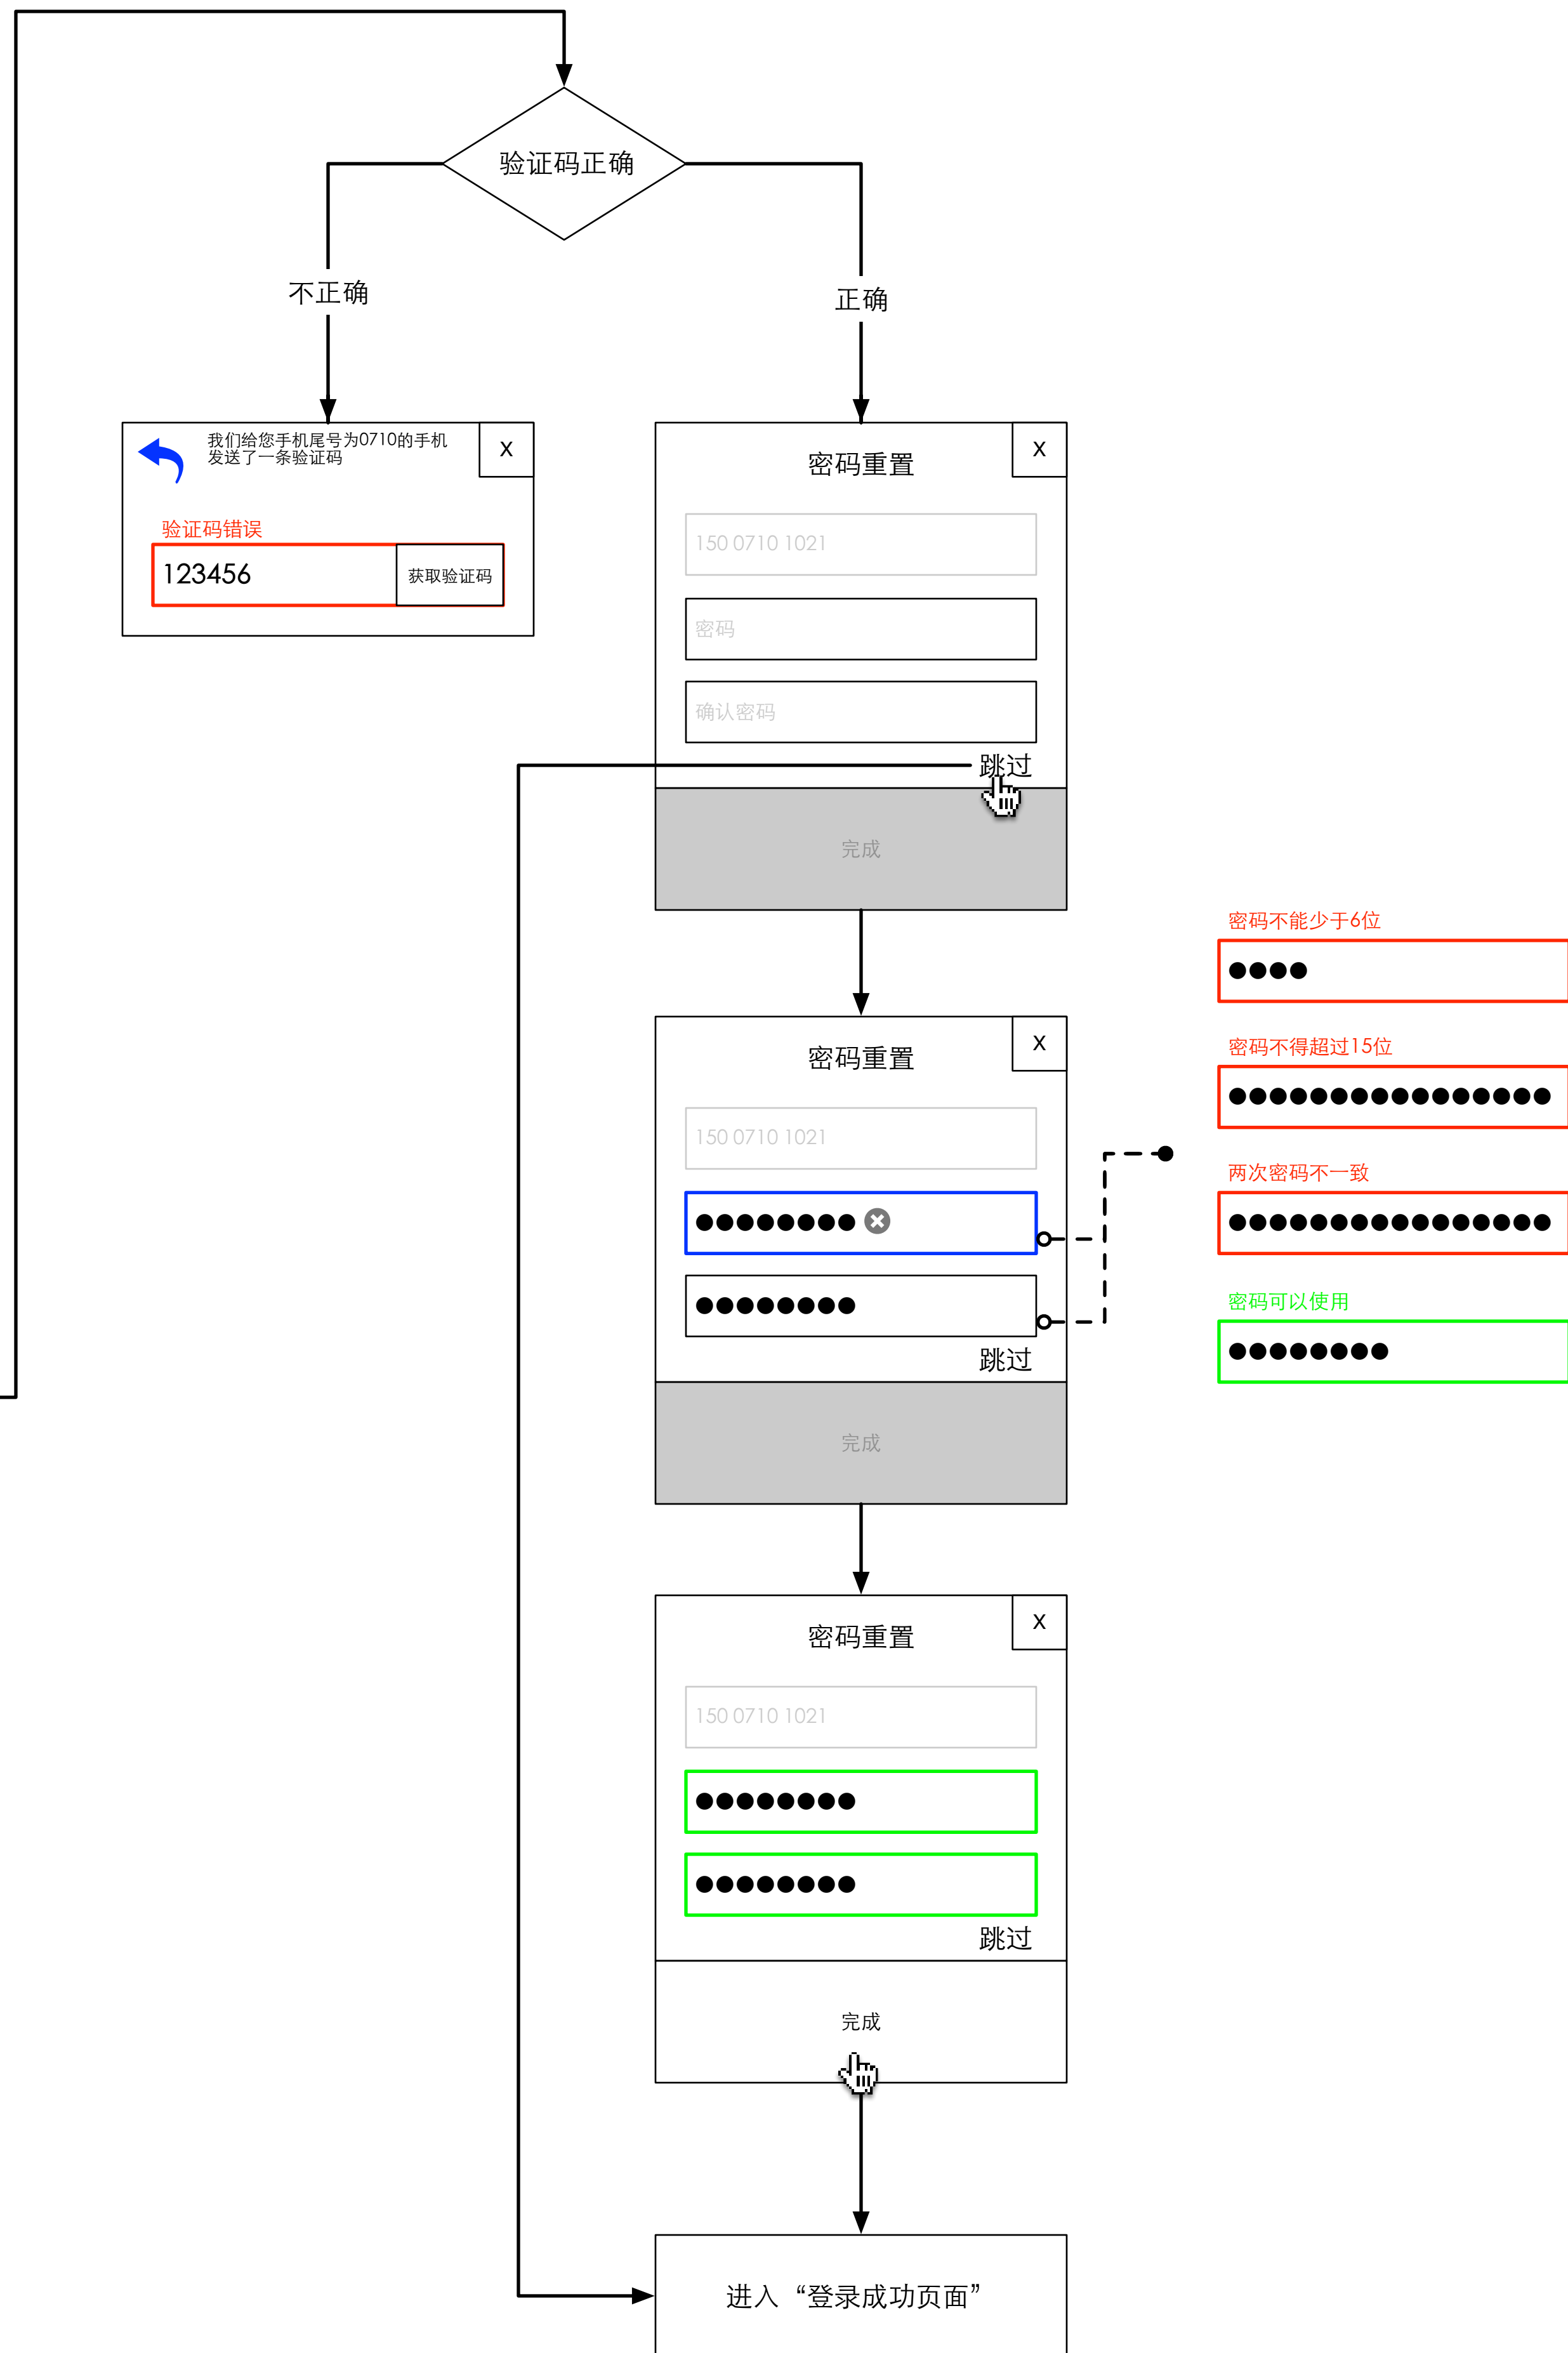 验证码正确
不正确
正确
我们给您手机尾号为0710的手机
发送了一条验证码
X
验证码错误
123456
获取验证码
密码重置
X
150 0710 1021
密码
确认密码
跳过
完成
密码重置
X
150 0710 1021
跳过
完成
密码不能少于6位
密码不得超过15位
两次密码不一致
密码可以使用
密码重置
X
150 0710 1021
跳过
完成
进入“登录成功页面”